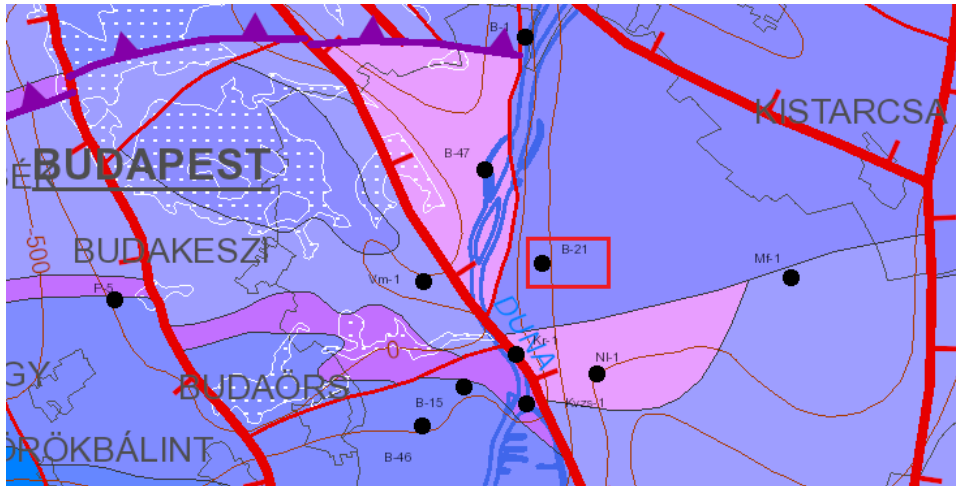 B-1
KISTARCSA
B-47
BUDAPEST
-500
BUDAKESZI
B-21
Mf-1
Vm-1
P-5
DUNA
0
Kr-1
Nl-1
GY
BUDAÖRS
B-15
Kvzs-1
ÖRÖKBÁLINT
B-46